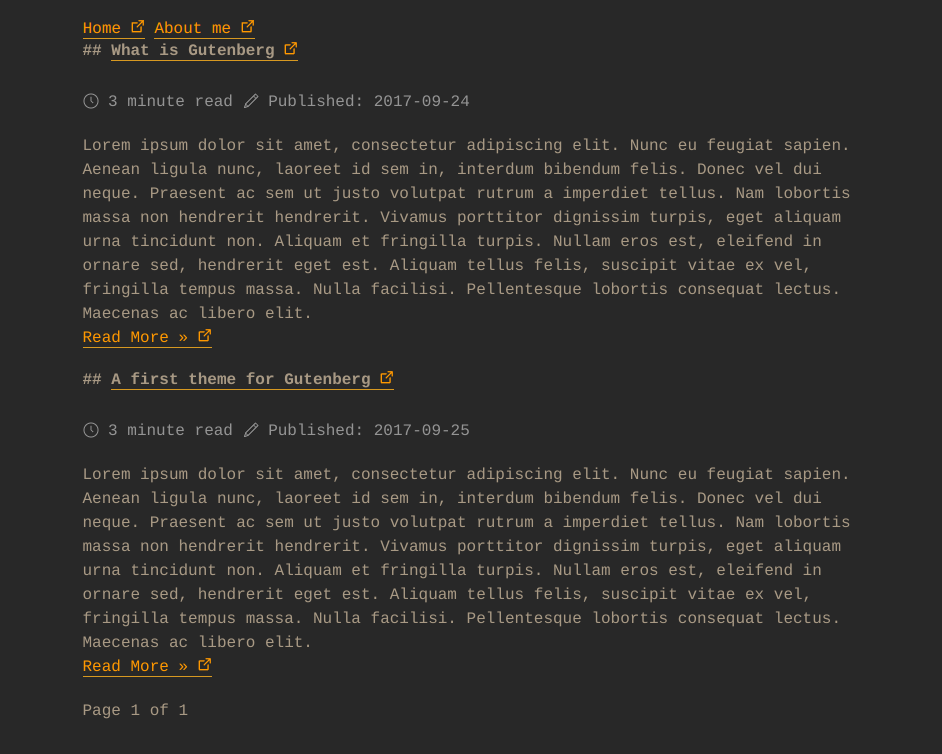 Home About me
## What is Gutenberg
3 minute read Published: 2017-09-24
Lorem ipsum dolor sit amet, consectetur adipiscing elit. Nunc eu feugiat sapien.
Aenean ligula nunc, laoreet id sem in, interdum bibendum felis. Donec vel dui
neque. Praesent ac sem ut justo volutpat rutrum a imperdiet tellus. Nam lobortis
massa non hendrerit hendrerit. Vivamus porttitor dignissim turpis, eget aliquam
urna tincidunt non. Aliquam et fringilla turpis. Nullam eros est, eleifend in
ornare sed, hendrerit eget est. Aliquam tellus felis, suscipit vitae ex vel,
fringilla tempus massa. Nulla facilisi. Pellentesque lobortis consequat lectus.
Maecenas ac libero elit.
Read More »
## A first theme for Gutenberg
3 minute read Published: 2017-09-25
Lorem ipsum dolor sit amet, consectetur adipiscing elit. Nunc eu feugiat sapien.
Aenean ligula nunc, laoreet id sem in, interdum bibendum felis. Donec vel dui
neque. Praesent ac sem ut justo volutpat rutrum a imperdiet tellus. Nam lobortis
massa non hendrerit hendrerit. Vivamus porttitor dignissim turpis, eget aliquam
urna tincidunt non. Aliquam et fringilla turpis. Nullam eros est, eleifend in
ornare sed, hendrerit eget est. Aliquam tellus felis, suscipit vitae ex vel,
fringilla tempus massa. Nulla facilisi. Pellentesque lobortis consequat lectus.
Maecenas ac libero elit.
Read More »
Page 1 of 1